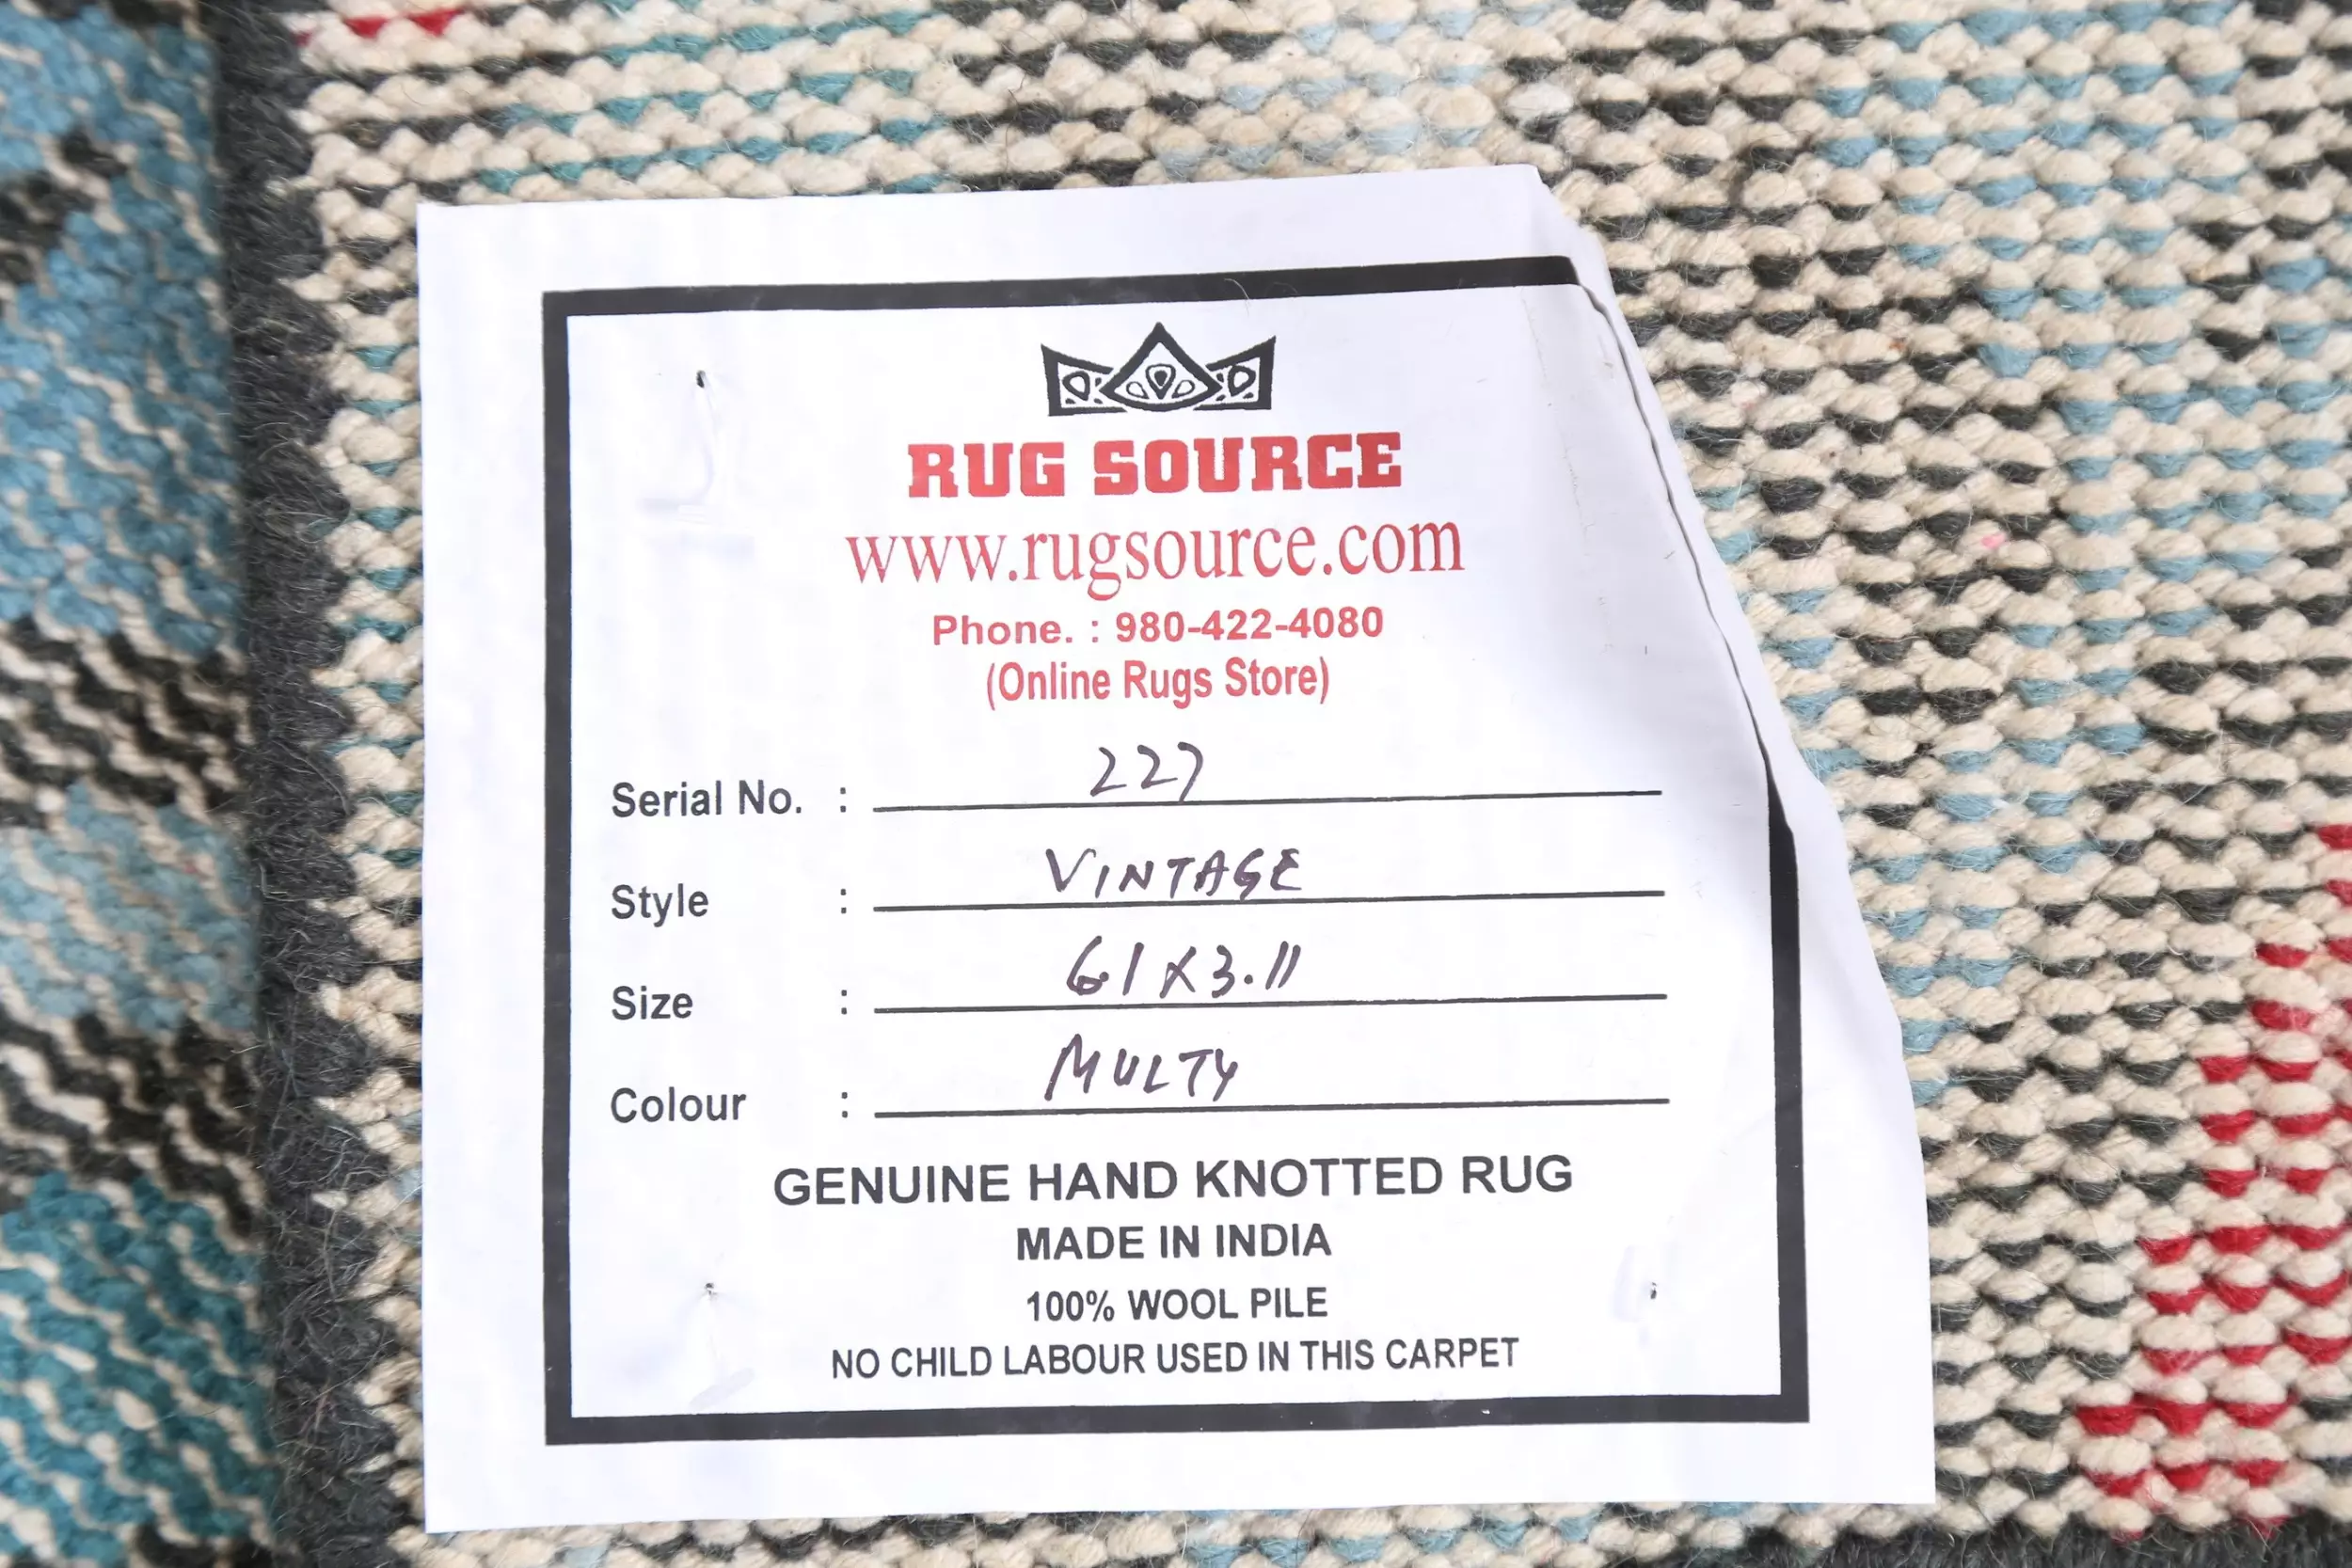 RUG SOURCE
www.rugsource.com
Phone. : 980-422-4080
(Online Rugs Store)
Serial No. : 227
Style : VINTAGE
Size : 61X3.11
Colour : MULTY
GENUINE HAND KNOTTED RUG
MADE IN INDIA
100% WOOL PILE
NO CHILD LABOUR USED IN THIS CARPET